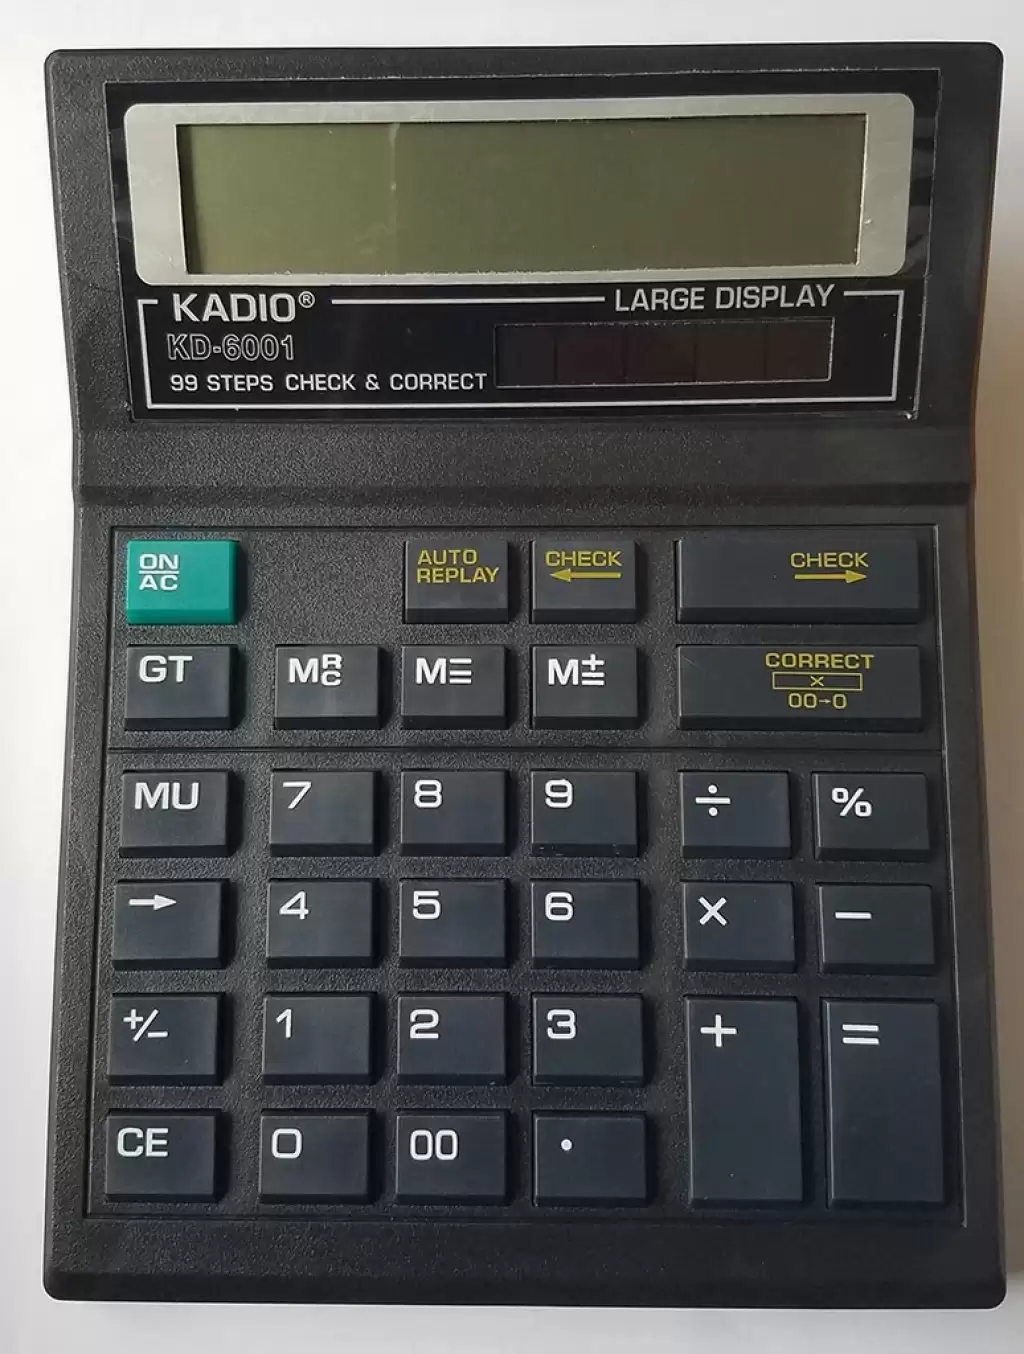 KADIO® LARGE DISPLAY
KD-6001
99 STEPS CHECK & CORRECT
ON
AC
AUTO
REPLAY
CHECK
←
CHECK
→
GT
MRC
M=
M±
CORRECT
×
00→0
MU 7 8 9 ÷ %
→ 4 5 6 × −
+/− 1 2 3 + =
CE 0 00 .